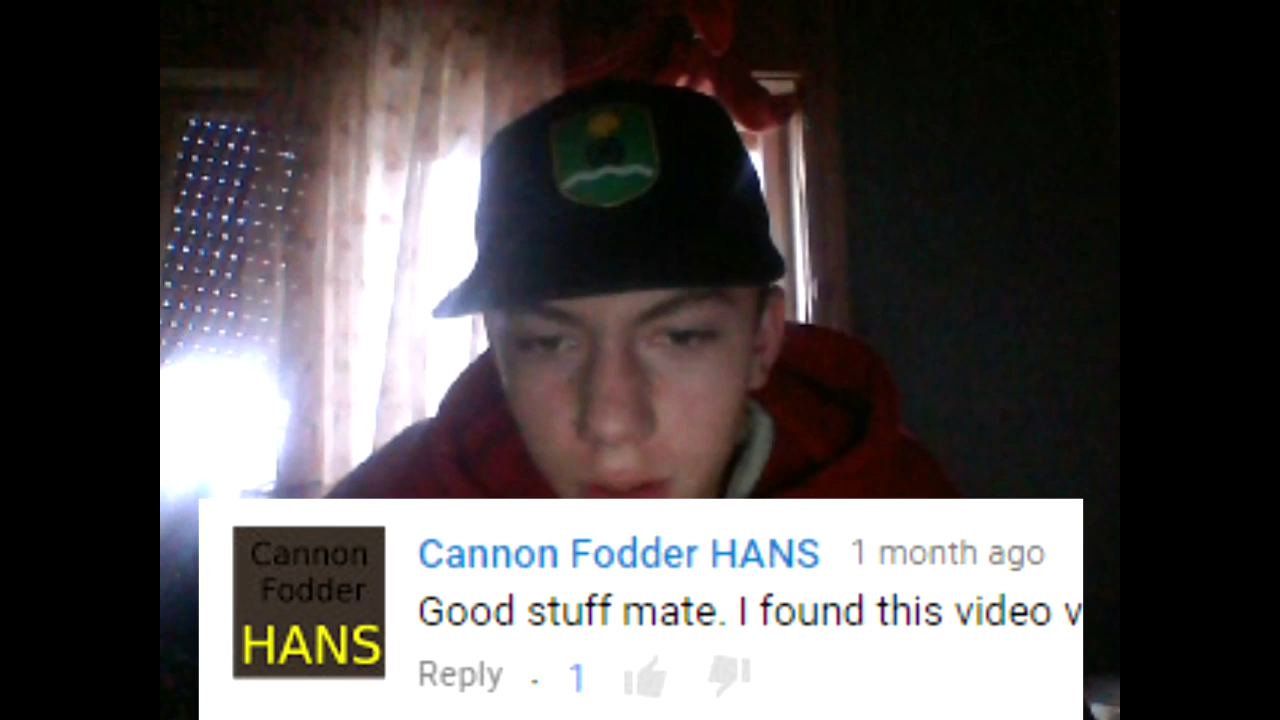 Cannon
Fodder
HANS
Cannon Fodder HANS 1 month ago
Good stuff mate. I found this video v
Reply . 1